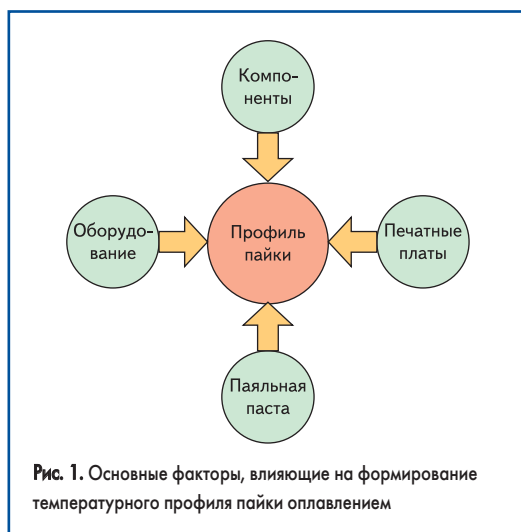 Компо-
ненты
Оборудо-
вание
Профиль
пайки
Печатные
платы
Паяльная
паста
Рис. 1. Основные факторы, влияющие на формирование
температурного профиля пайки оплавлением